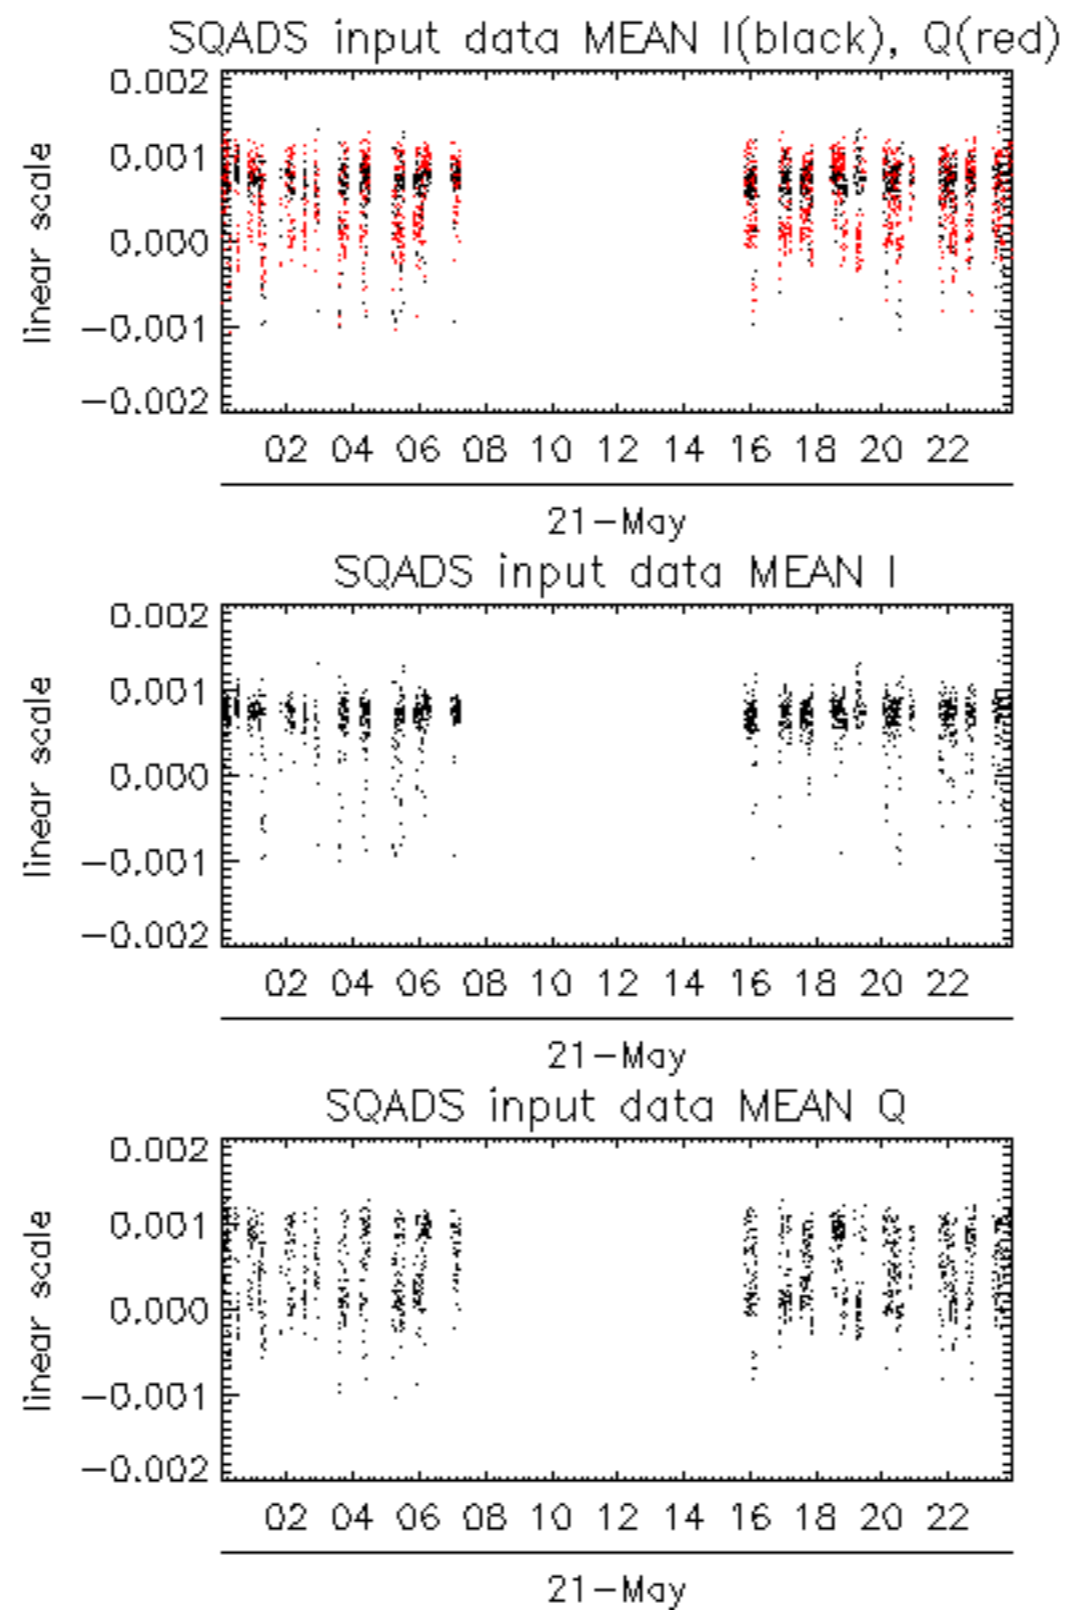 SQADS input data MEAN I(black), Q(red)
0.002
0.001
0.000
−0.001
−0.002
linear scale
02 04 06 08 10 12 14 16 18 20 22
21−May
SQADS input data MEAN I
0.002
0.001
0.000
−0.001
−0.002
linear scale
02 04 06 08 10 12 14 16 18 20 22
21−May
SQADS input data MEAN Q
0.002
0.001
0.000
−0.001
−0.002
linear scale
02 04 06 08 10 12 14 16 18 20 22
21−May